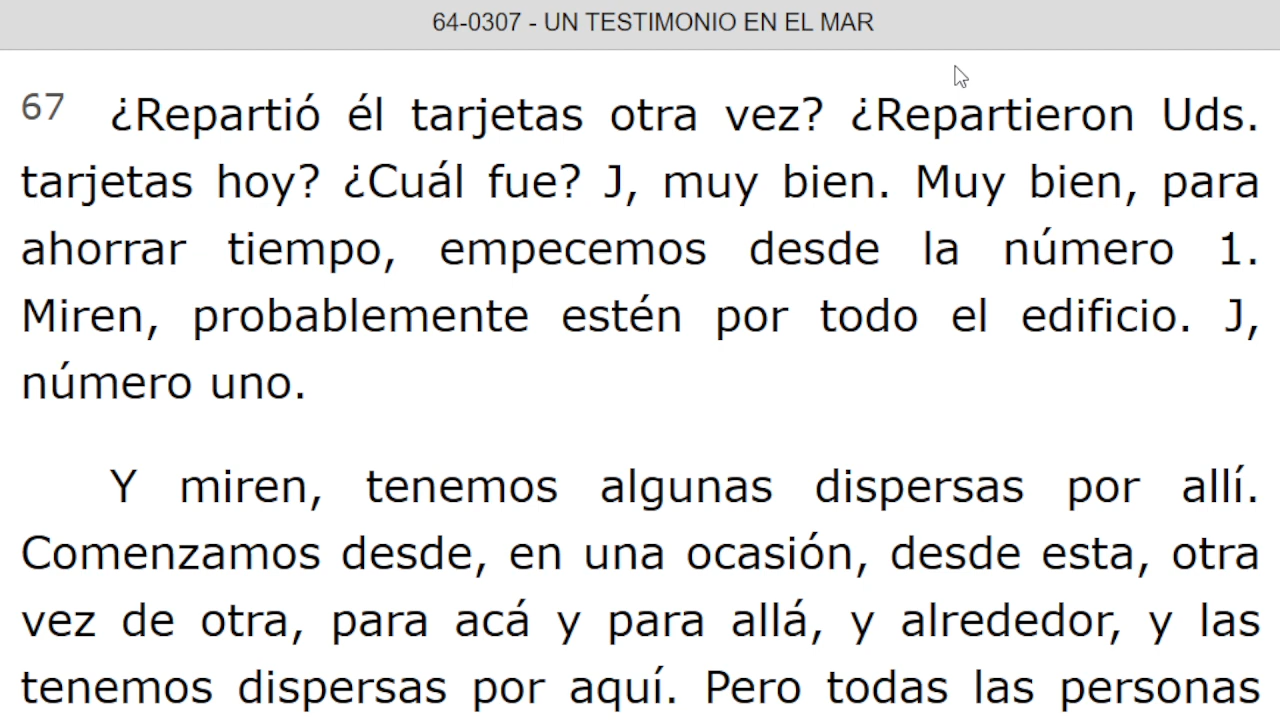 64-0307 - UN TESTIMONIO EN EL MAR
67 ¿Repartió él tarjetas otra vez? ¿Repartieron Uds.
tarjetas hoy? ¿Cuál fue? J, muy bien. Muy bien, para
ahorrar tiempo, empecemos desde la número 1.
Miren, probablemente estén por todo el edificio. J,
número uno.
Y miren, tenemos algunas dispersas por allí.
Comenzamos desde, en una ocasión, desde esta, otra
vez de otra, para acá y para allá, y alrededor, y las
tenemos dispersas por aquí. Pero todas las personas